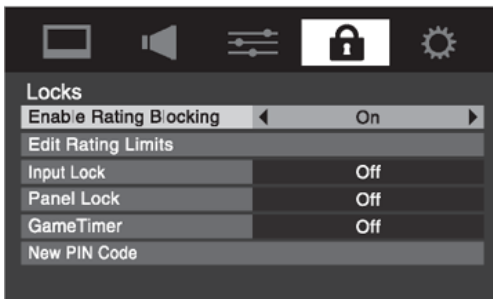 Locks
Enable Rating Blocking On
Edit Rating Limits
Input Lock Off
Panel Lock Off
GameTimer Off
New PIN Code